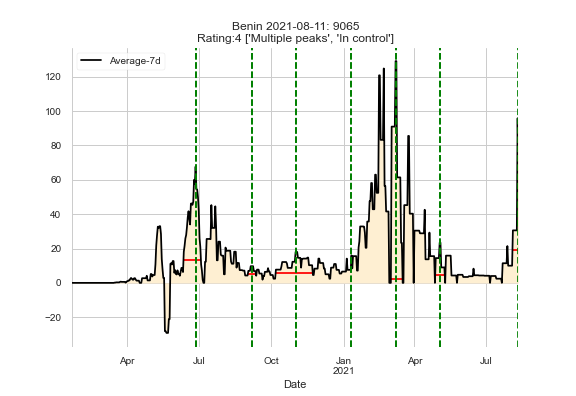 Benin 2021-08-11: 9065
Rating:4 ['Multiple peaks', 'In control']
Average-7d
120
100
80
60
40
20
0
−20
Apr
Jul
Oct
Jan
2021
Apr
Jul
Date